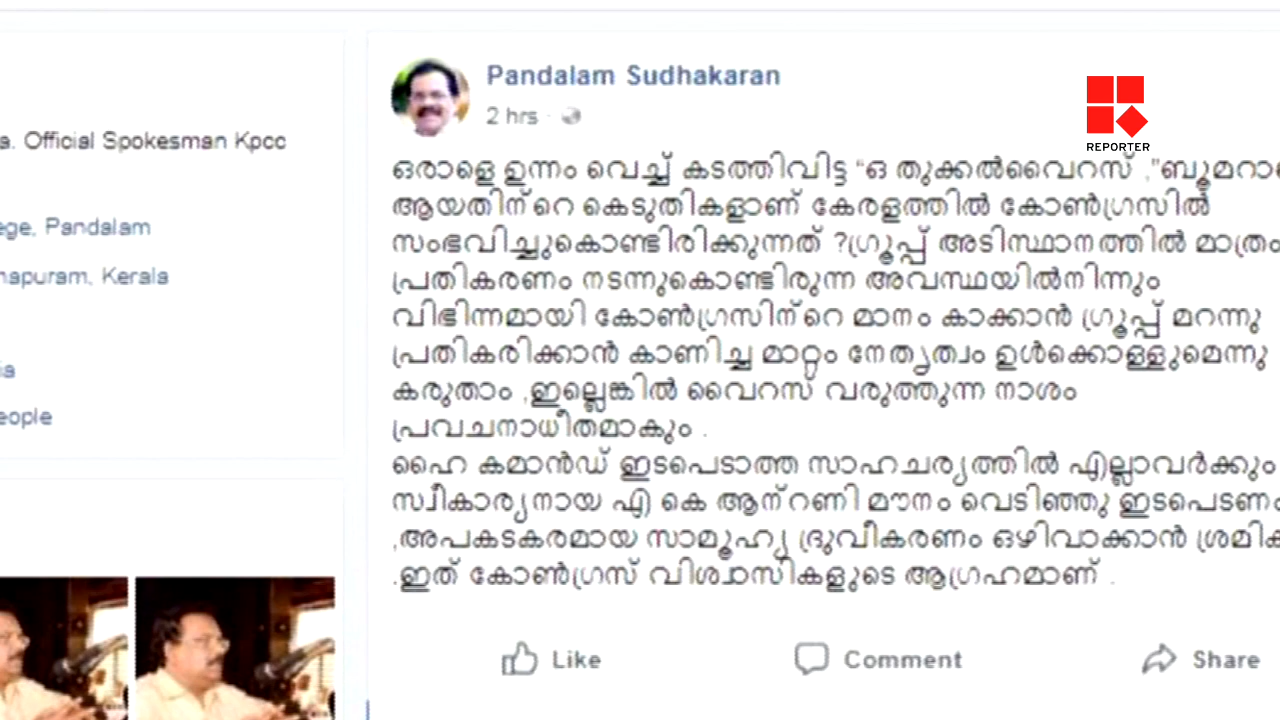 a. Official Spokesman Kpcc
ege, Pandalam
napuram, Kerala
ia
eople
Pandalam Sudhakaran
2 hrs
REPORTER
ഒരാളെ ഉന്നം വെച്ച് കടത്തിവിട്ട “ഒ തുക്കൽവൈറസ് ,”ബൂമറാ
ആയതിന്‌റെ കെടുതികളാണ് കേരളത്തിൽ കോൺഗ്രസിൽ
സംഭവിച്ചുകൊണ്ടിരിക്കുന്നത് ?ഗ്രൂപ്പ് അടിസ്ഥാനത്തിൽ മാത്രം
പ്രതികരണം നടന്നുകൊണ്ടിരുന്ന അവസ്ഥയിൽനിന്നും
വിഭിന്നമായി കോൺഗ്രസിന്‌റെ മാനം കാക്കാൻ ഗ്രൂപ്പ് മറന്നു
പ്രതികരിക്കാൻ കാണിച്ച മാറ്റം നേതൃത്വം ഉൾക്കൊള്ളുമെന്നു
കരുതാം ,ഇല്ലെങ്കിൽ വൈറസ് വരുത്തുന്ന നാശം
പ്രവചനാധീതമാകും .
ഹൈ കമാൻഡ് ഇടപെടാത്ത സാഹചര്യത്തിൽ എല്ലാവർക്കും
സ്വീകാര്യനായ എ കെ ആന്‌റണി മൗനം വെടിഞ്ഞു ഇടപെടണം
,അപകടകരമായ സാമൂഹ്യ ദ്രുവീകരണം ഒഴിവാക്കാൻ ശ്രമിക
.ഇത് കോൺഗ്രസ് വിശ്വാസികളുടെ ആഗ്രഹമാണ് .
Like Comment Share